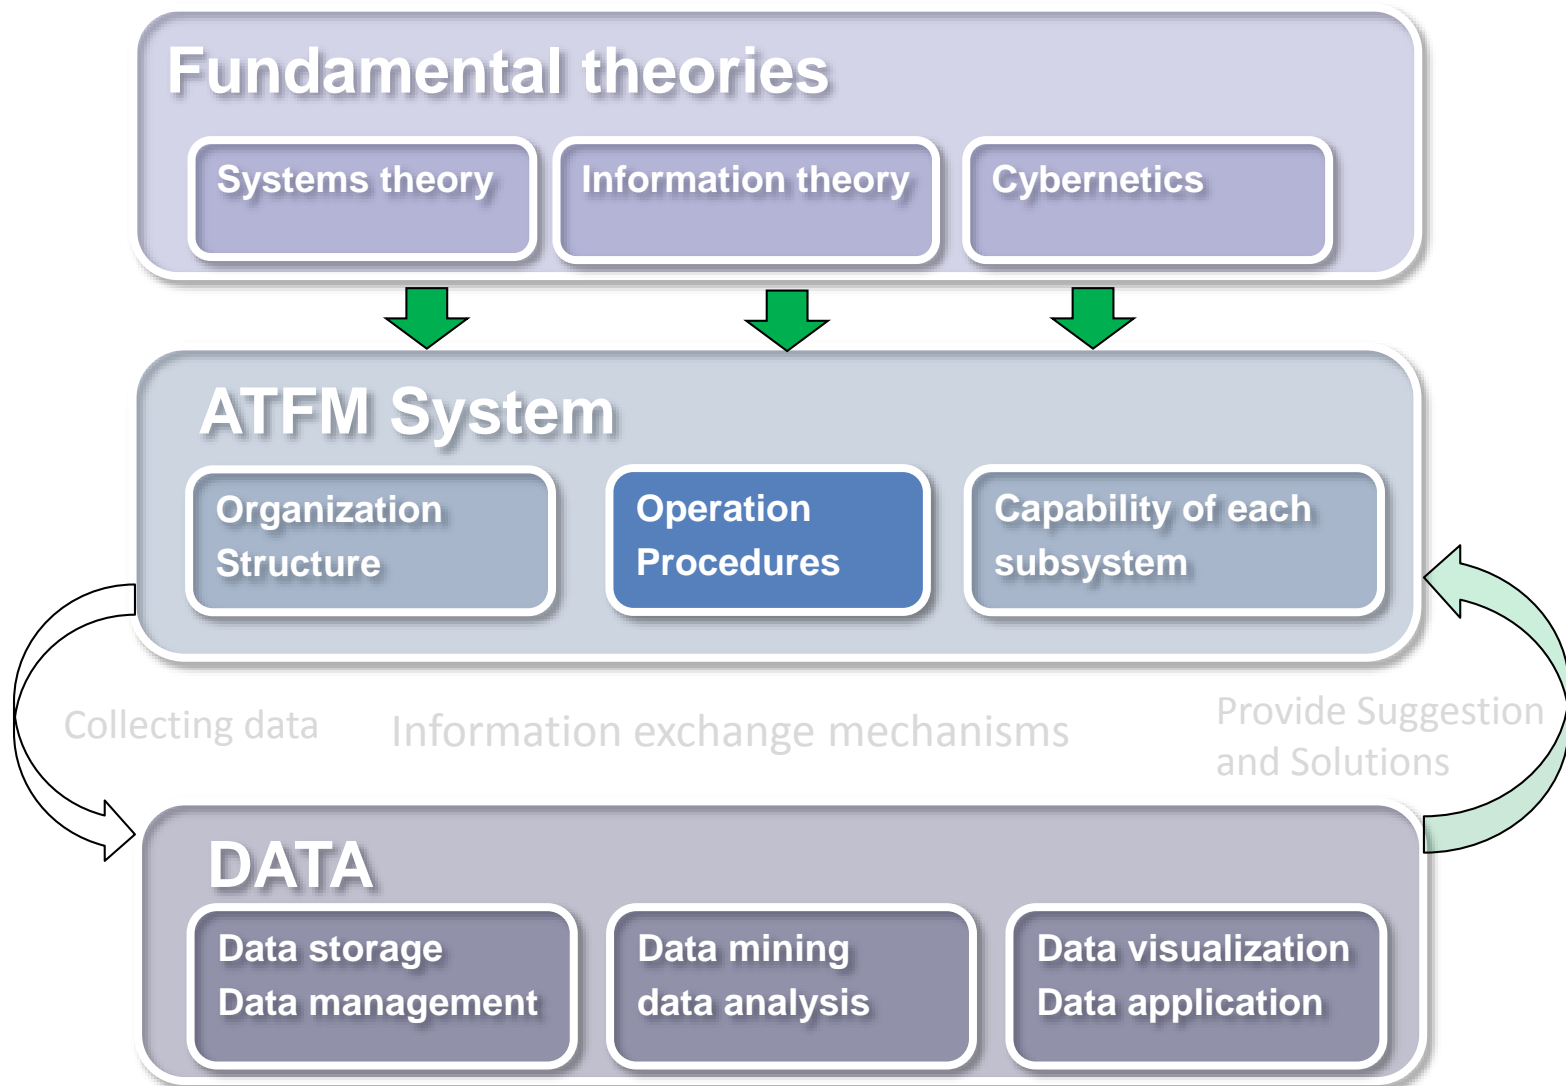 Fundamental theories
Systems theory
Information theory
Cybernetics
ATFM System
Organization
Structure
Operation
Procedures
Capability of each
subsystem
Collecting data
Information exchange mechanisms
Provide Suggestion
and Solutions
DATA
Data storage
Data management
Data mining
data analysis
Data visualization
Data application